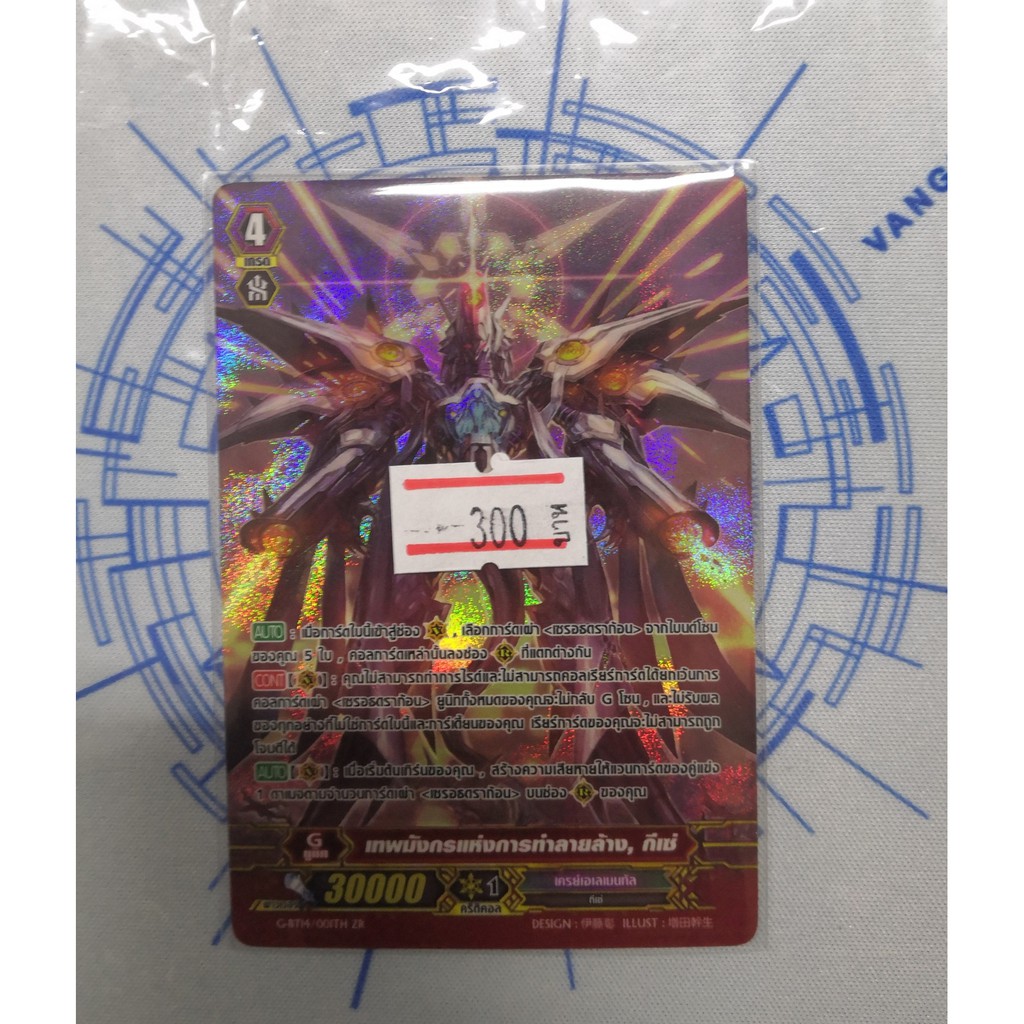 VANG
4
เกรด
300
AUTO : เมื่อการ์ดใบนี้เข้าสู่ช่อง , เลือกการ์ดเผ่า <เซรอธดราก้อน> จากไบนด์โซน
ของคุณ 5 ใบ , คอลการ์ดเหล่านั้นลงช่อง ที่แตกต่างกัน
CONT [ ] : คุณไม่สามารถทำการไรด์และไม่สามารถคอลเรียร์การ์ดได้ยกเว้นการ
คอลการ์ดเผ่า <เซรอธดราก้อน> ยูนิททั้งหมดของคุณจะไม่กลับ G โซน , และไม่รับผล
ของทุกอย่างที่ไม่ใช่การ์ดใบนี้และการ์เดี้ยนของคุณ เรียร์การ์ดของคุณจะไม่สามารถถูก
โจมตีได้
AUTO [ ] : เมื่อเริ่มต้นเทิร์นของคุณ , สร้างความเสียหายให้แวนการ์ดของคู่แข่ง
1 ดาเมจตามจำนวนการ์ดเผ่า <เซรอธดราก้อน> บนช่อง ของคุณ
G
ยูนิท
เทพมังกรแห่งการทำลายล้าง, กีเซ่
30000
1
คริติคอล
เครย์เอเลเมนทัล
กีเซ่
G-BT14/001TH ZR
DESIGN : 伊藤彰 ILLUST : 増田幹生